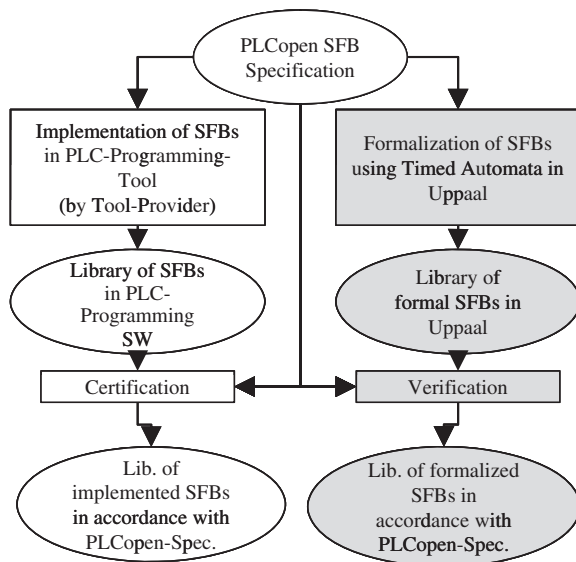 PLCopen SFB
Specification
Implementation of SFBs
in PLC-Programming-
Tool
(by Tool-Provider)
Formalization of SFBs
using Timed Automata in
Uppaal
Library of SFBs
in PLC-
Programming
SW
Library of
formal SFBs in
Uppaal
Certification
Verification
Lib. of
implemented SFBs
in accordance with
PLCopen-Spec.
Lib. of formalized
SFBs in
accordance with
PLCopen-Spec.